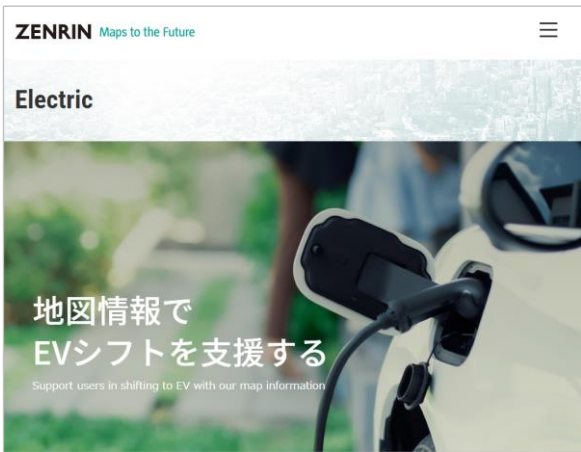 ZENRIN Maps to the Future
Electric
地図情報で
EVシフトを支援する
Support users in shifting to EV with our map information